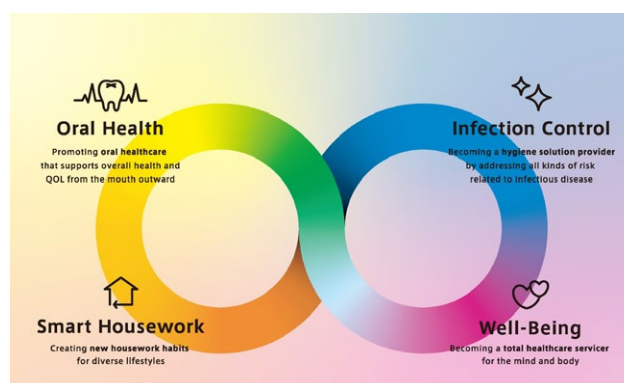 Oral Health
Promoting oral healthcare
that supports overall health and
QOL from the mouth outward
Infection Control
Becoming a hygiene solution provider
by addressing all kinds of risk
related to infectious disease
Smart Housework
Creating new housework habits
for diverse lifestyles
Well-Being
Becoming a total healthcare servicer
for the mind and body